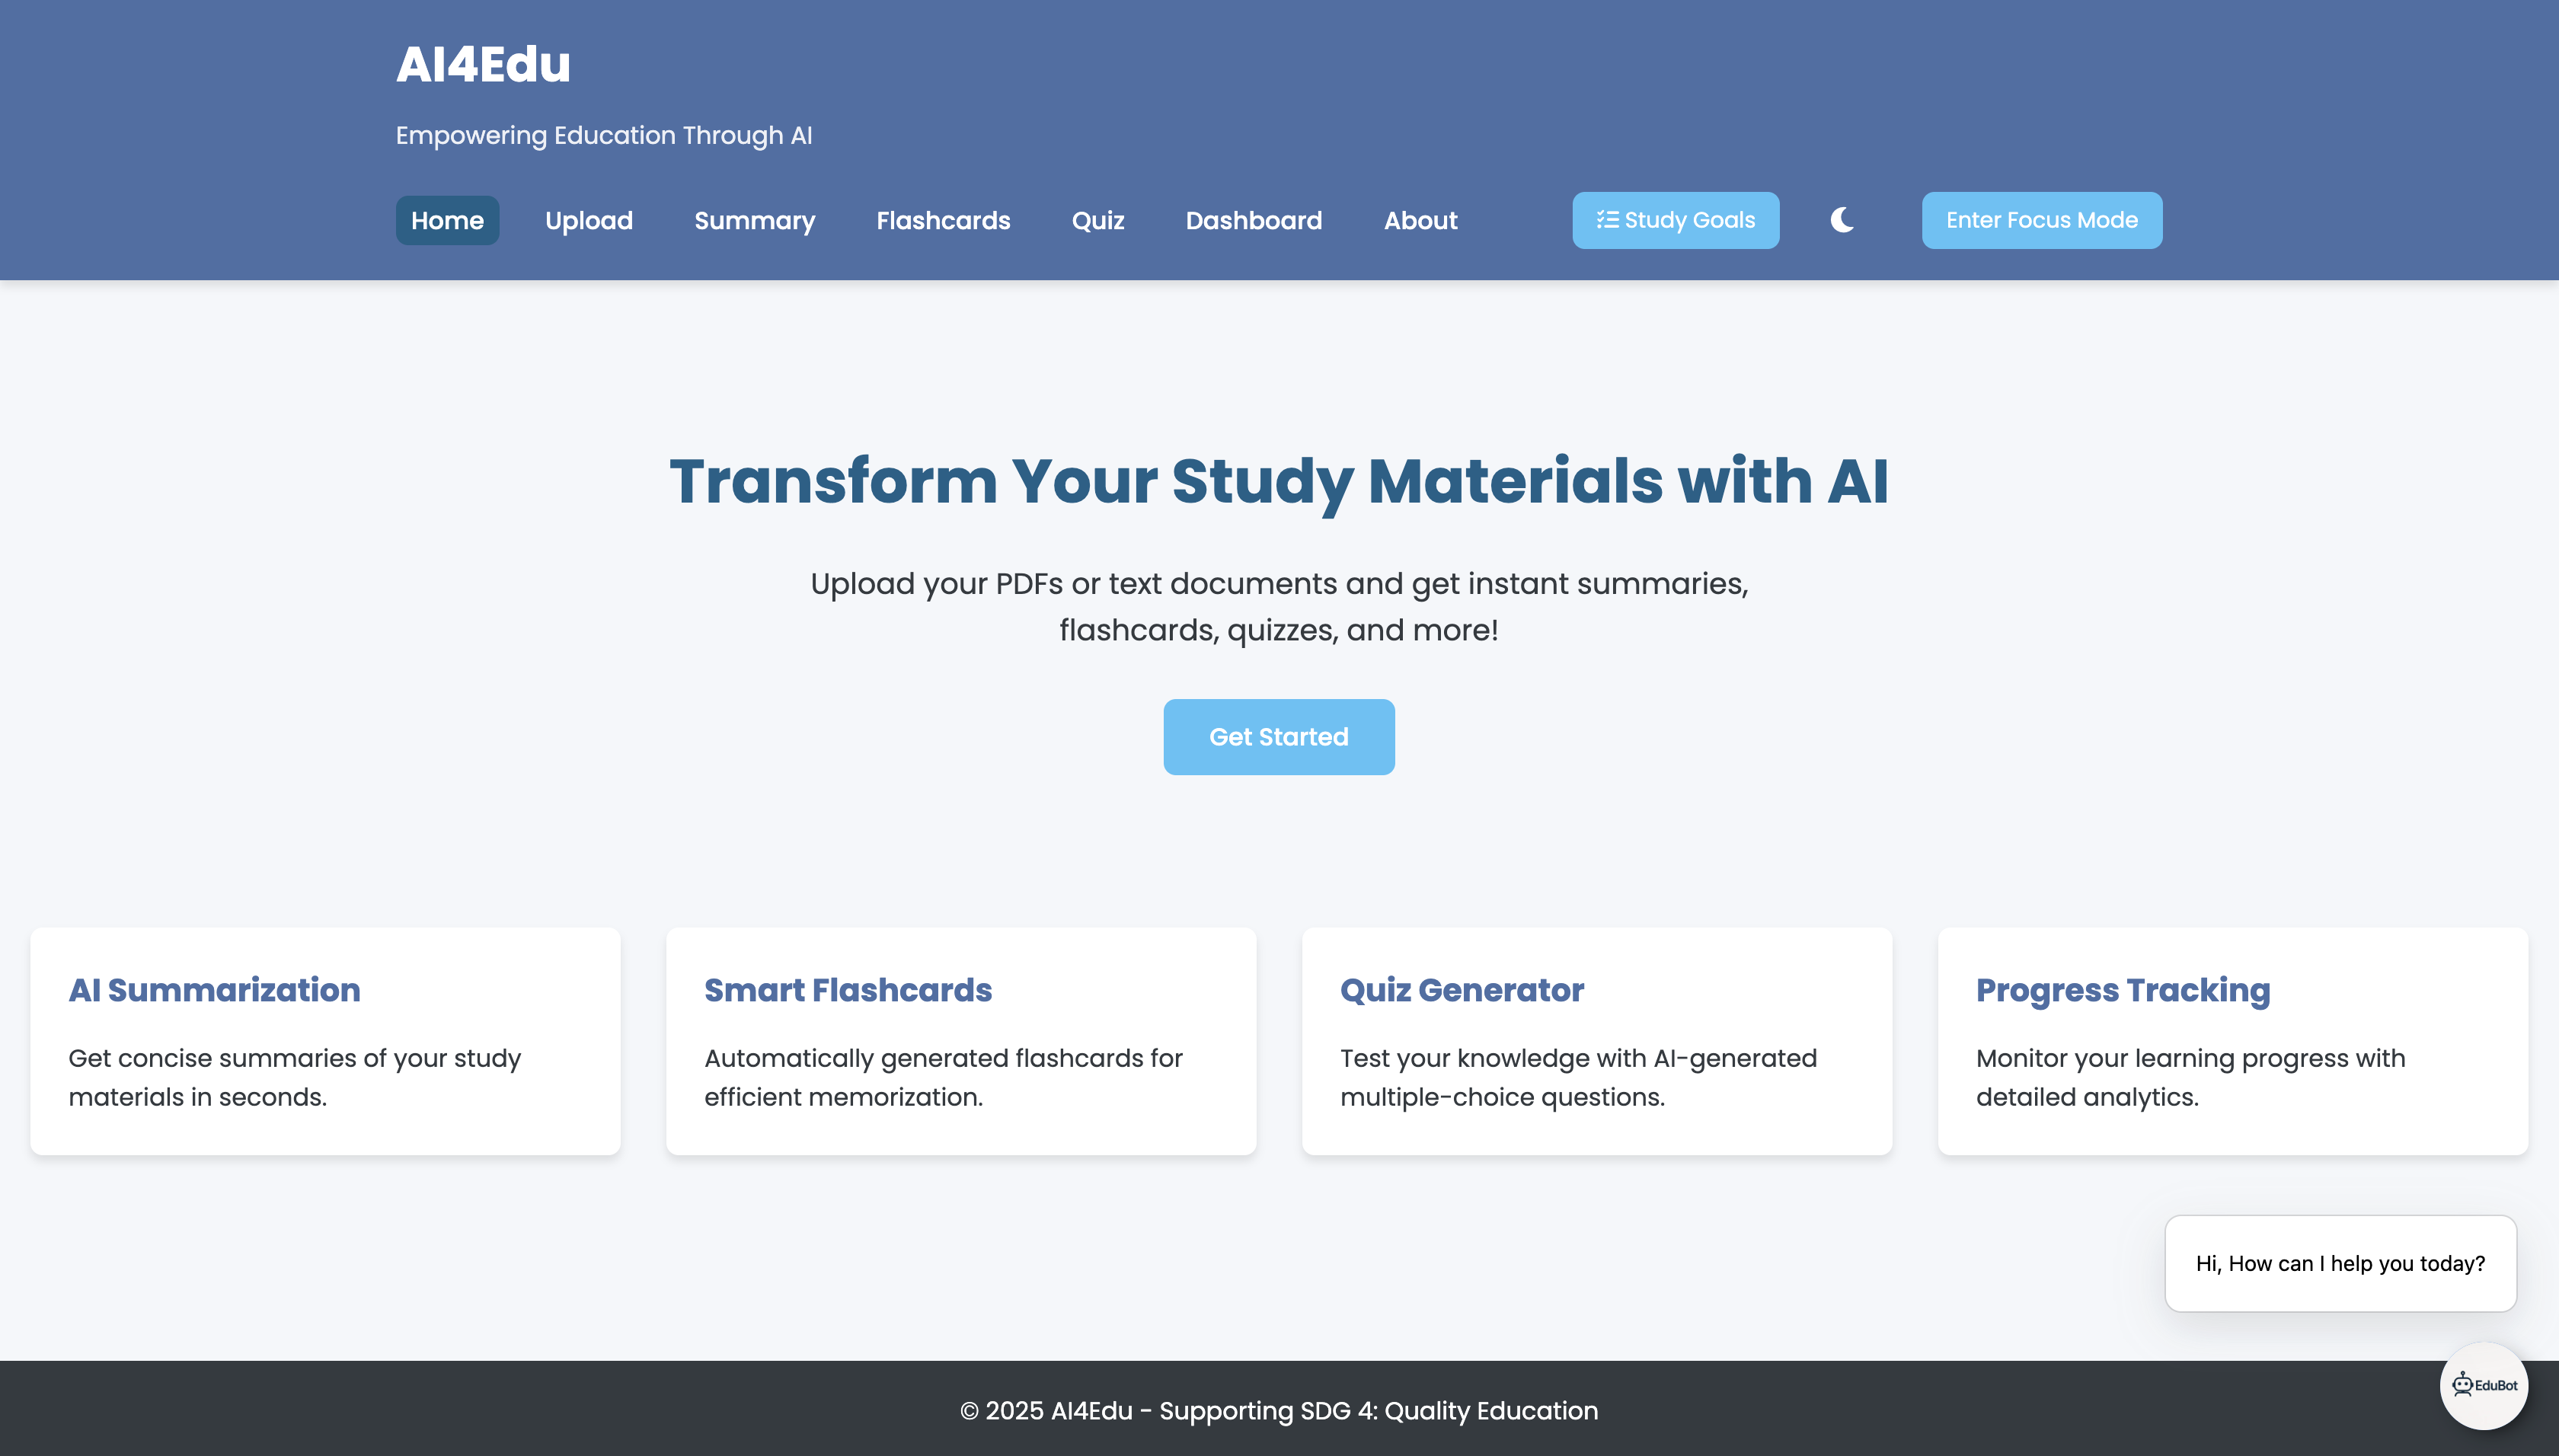 AI4Edu
Empowering Education Through AI
Home
Upload
Summary
Flashcards
Quiz
Dashboard
About
Study Goals
Enter Focus Mode
Transform Your Study Materials with AI
Upload your PDFs or text documents and get instant summaries,
flashcards, quizzes, and more!
Get Started
AI Summarization
Get concise summaries of your study
materials in seconds.
Smart Flashcards
Automatically generated flashcards for
efficient memorization.
Quiz Generator
Test your knowledge with AI-generated
multiple-choice questions.
Progress Tracking
Monitor your learning progress with
detailed analytics.
Hi, How can I help you today?
EduBot
© 2025 AI4Edu - Supporting SDG 4: Quality Education